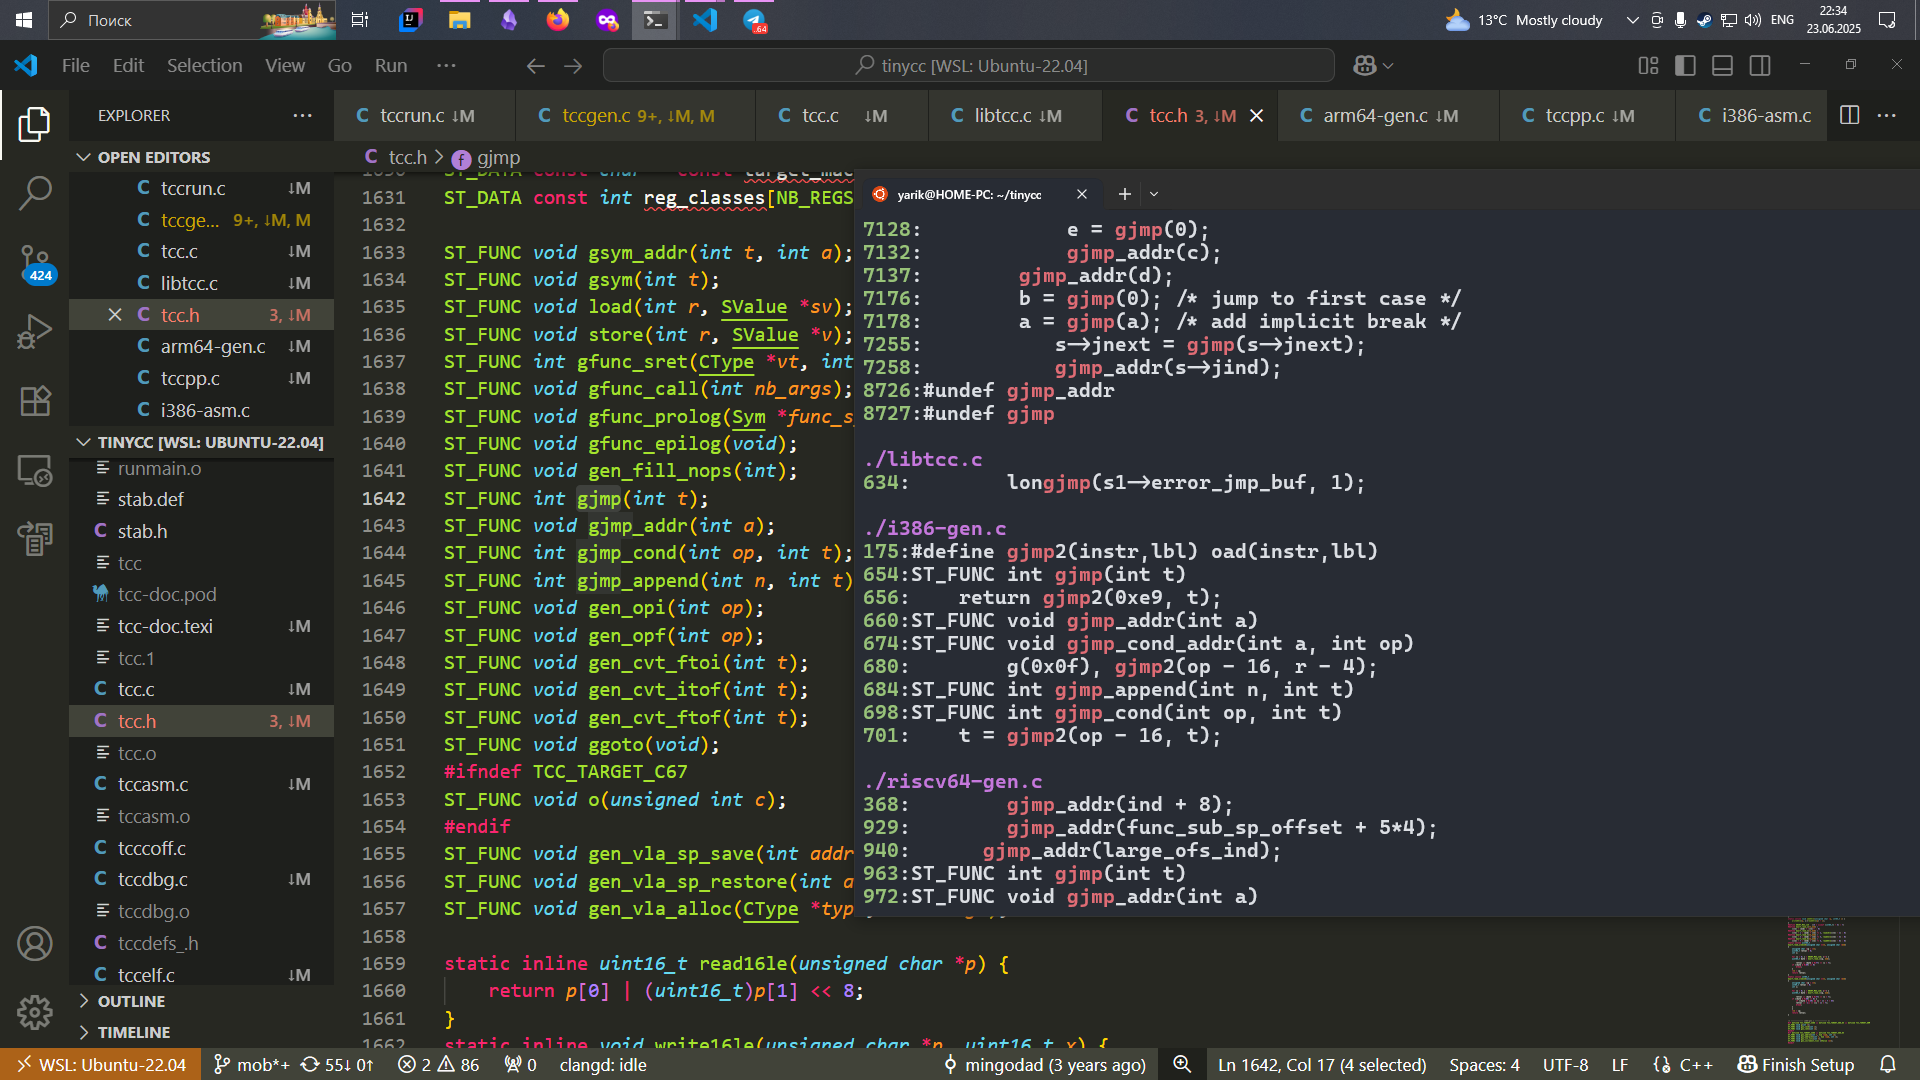 Поиск
.64
13°C Mostly cloudy
ENG
22:34
23.06.2025
File Edit Selection View Go Run ···
tinycc [WSL: Ubuntu-22.04]
EXPLORER
C tccrun.c ↓M
C tccgen.c 9+, ↓M, M
C tcc.c ↓M
C libtcc.c ↓M
C tcc.h 3, ↓M
C arm64-gen.c ↓M
C tccpp.c ↓M
C i386-asm.c
OPEN EDITORS
C tccrun.c ↓M
C tccge... 9+, ↓M, M
C tcc.c ↓M
C libtcc.c ↓M
C tcc.h 3, ↓M
C arm64-gen.c ↓M
C tccpp.c ↓M
C i386-asm.c
TINYCC [WSL: UBUNTU-22.04]
runmain.o
stab.def
C stab.h
tcc
tcc-doc.pod
tcc-doc.texi ↓M
tcc.1
C tcc.c ↓M
C tcc.h 3, ↓M
tcc.o
C tccasm.c ↓M
tccasm.o
C tcccoff.c
C tccdbg.c ↓M
tccdbg.o
C tccdefs_.h
C tccelf.c ↓M
OUTLINE
TIMELINE
424
C tcc.h > f gjmp
1631 ST_DATA const int reg_classes[NB_REGS
1632
1633 ST_FUNC void gsym_addr(int t, int a);
1634 ST_FUNC void gsym(int t);
1635 ST_FUNC void load(int r, SValue *sv);
1636 ST_FUNC void store(int r, SValue *v);
1637 ST_FUNC int gfunc_sret(CType *vt, int
1638 ST_FUNC void gfunc_call(int nb_args);
1639 ST_FUNC void gfunc_prolog(Sym *func_s
1640 ST_FUNC void gfunc_epilog(void);
1641 ST_FUNC void gen_fill_nops(int);
1642 ST_FUNC int gjmp(int t);
1643 ST_FUNC void gjmp_addr(int a);
1644 ST_FUNC int gjmp_cond(int op, int t);
1645 ST_FUNC int gjmp_append(int n, int t)
1646 ST_FUNC void gen_opi(int op);
1647 ST_FUNC void gen_opf(int op);
1648 ST_FUNC void gen_cvt_ftoi(int t);
1649 ST_FUNC void gen_cvt_itof(int t);
1650 ST_FUNC void gen_cvt_ftof(int t);
1651 ST_FUNC void ggoto(void);
1652 #ifndef TCC_TARGET_C67
1653 ST_FUNC void o(unsigned int c);
1654 #endif
1655 ST_FUNC void gen_vla_sp_save(int addr
1656 ST_FUNC void gen_vla_sp_restore(int a
1657 ST_FUNC void gen_vla_alloc(CType *typ
1658
1659 static inline uint16_t read16le(unsigned char *p) {
1660     return p[0] | (uint16_t)p[1] << 8;
1661 }
1662 static inline void write16le(unsigned char *p, uint16_t x) {
yarik@HOME-PC: ~/tinycc
7128:            e = gjmp(0);
7132:            gjmp_addr(c);
7137:        gjmp_addr(d);
7176:        b = gjmp(0); /* jump to first case */
7178:        a = gjmp(a); /* add implicit break */
7255:           s->jnext = gjmp(s->jnext);
7258:           gjmp_addr(s->jind);
8726:#undef gjmp_addr
8727:#undef gjmp
./libtcc.c
634:        longjmp(s1->error_jmp_buf, 1);
./i386-gen.c
175:#define gjmp2(instr,lbl) oad(instr,lbl)
654:ST_FUNC int gjmp(int t)
656:    return gjmp2(0xe9, t);
660:ST_FUNC void gjmp_addr(int a)
674:ST_FUNC void gjmp_cond_addr(int a, int op)
680:        g(0x0f), gjmp2(op - 16, r - 4);
684:ST_FUNC int gjmp_append(int n, int t)
698:ST_FUNC int gjmp_cond(int op, int t)
701:    t = gjmp2(op - 16, t);
./riscv64-gen.c
368:        gjmp_addr(ind + 8);
929:        gjmp_addr(func_sub_sp_offset + 5*4);
940:      gjmp_addr(large_ofs_ind);
963:ST_FUNC int gjmp(int t)
972:ST_FUNC void gjmp_addr(int a)
WSL: Ubuntu-22.04 mob*+ 55↓ 0↑ 2 86 0 clangd: idle mingodad (3 years ago) Ln 1642, Col 17 (4 selected) Spaces: 4 UTF-8 LF {} C++ Finish Setup